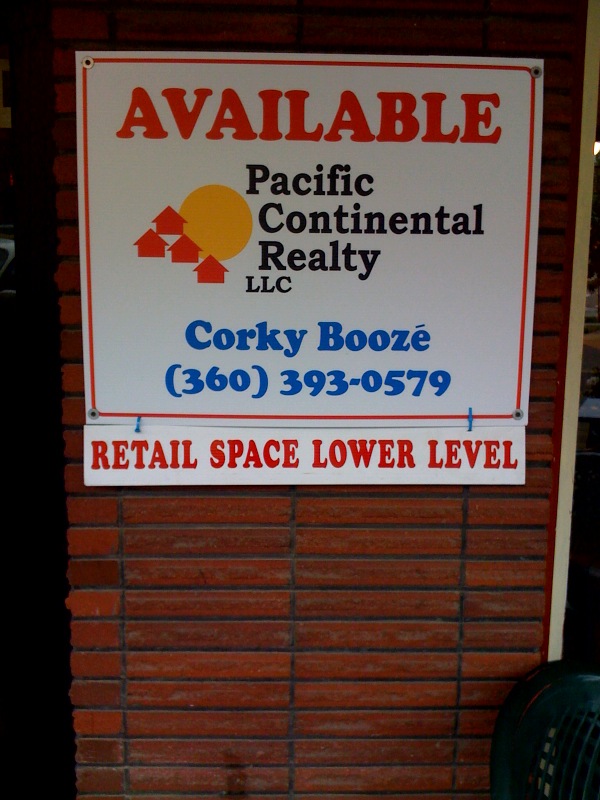 AVAILABLE
Pacific
Continental
Realty
LLC
Corky Boozé
(360) 393-0579
RETAIL SPACE LOWER LEVEL